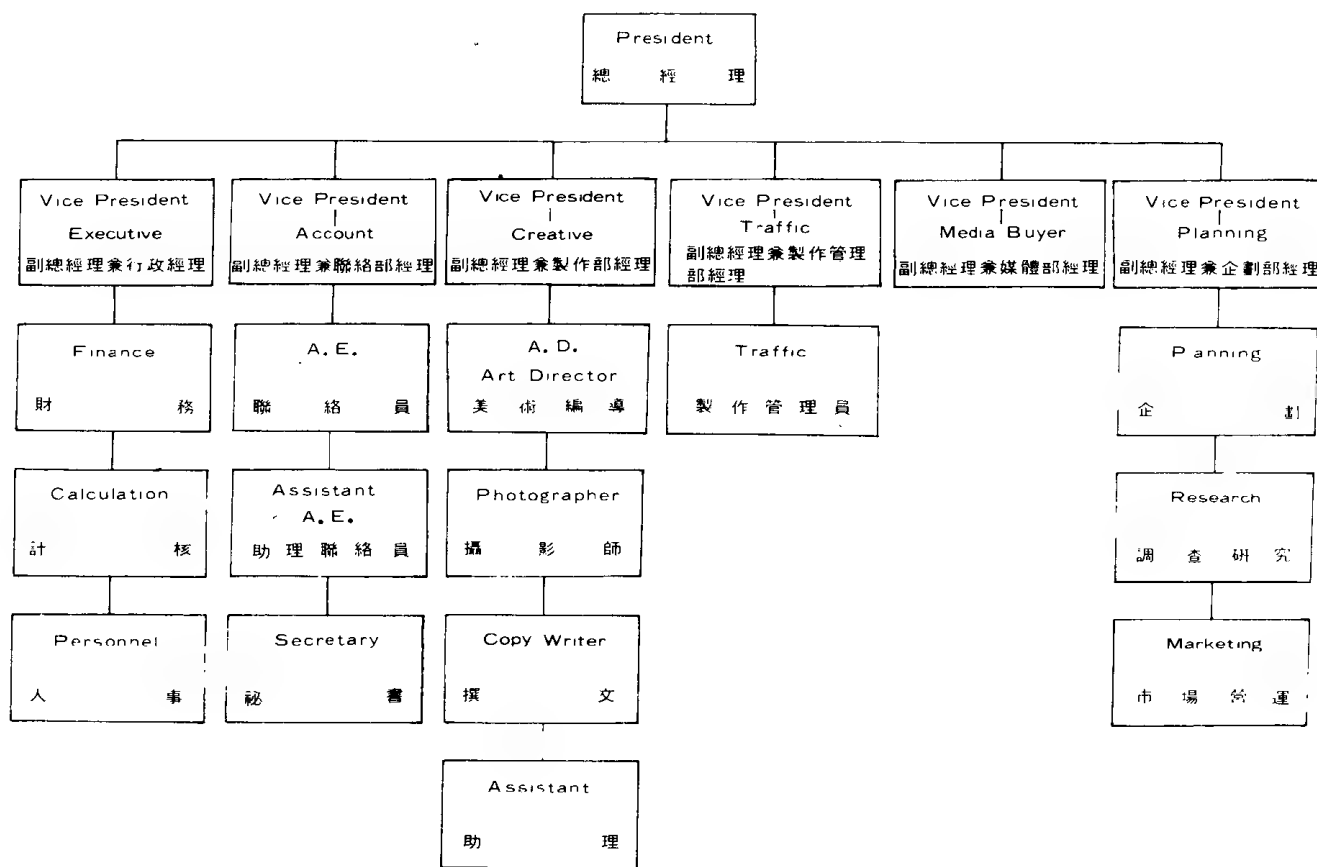 President
總經理
Vice President
Executive
副總經理兼行政經理
Vice President
Account
副總經理兼聯絡部經理
Vice President
Creative
副總經理兼製作部經理
Vice President
Traffic
副總經理兼製作管理
部經理
Vice President
Media Buyer
副總經理兼媒體部經理
Vice President
Planning
副總經理兼企劃部經理
Finance
財務
A. E.
聯絡員
A. D.
Art Director
美術編導
Traffic
製作管理員
Planning
企劃
Calculation
計核
Assistant
A. E.
助理聯絡員
Photographer
攝影師
Research
調查研究
Personnel
人事
Secretary
祕書
Copy Writer
撰文
Marketing
市場營運
Assistant
助理